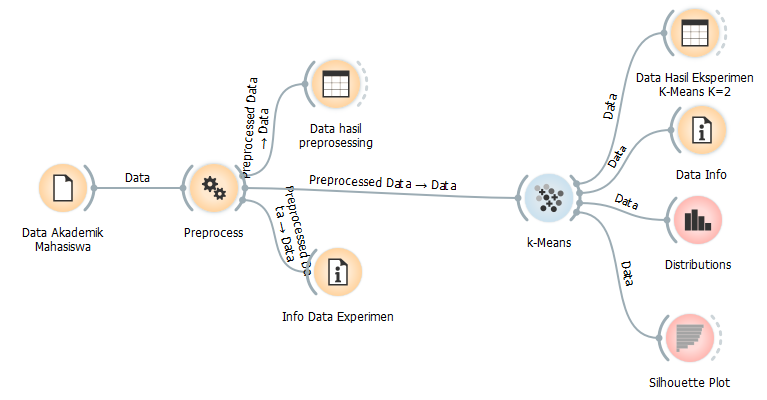 Data Akademik
Mahasiswa
Data
Preprocess
Preprocessed Data
→ Data
Data hasil
preprosessing
Preprocessed Da
ta → Data
Info Data Experimen
Preprocessed Data → Data
k-Means
Data
Data Hasil Eksperimen
K-Means K=2
Data
Data Info
Data
Distributions
Data
Silhouette Plot